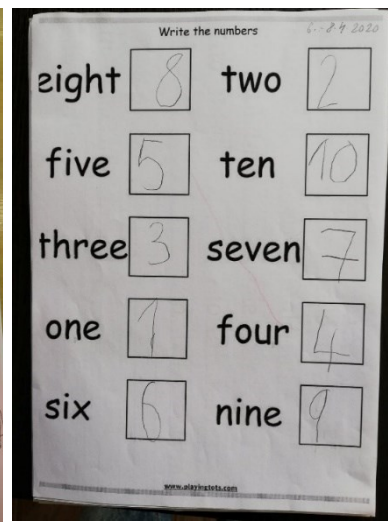 Write the numbers
6.-8.4.2020
eight 8 two 2
five 5 ten 10
three 3 seven 7
one 1 four 4
six 6 nine 9
www.playingtots.com